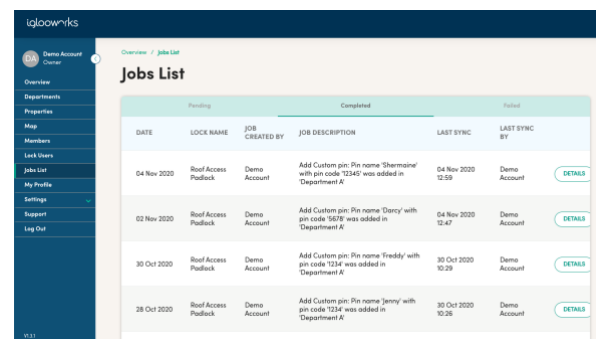 iglooworks
DA
Demo Account
Owner
Overview
Departments
Properties
Map
Members
Lock Users
Jobs List
My Profile
Settings
Support
Log Out
V1.3.1
Overview / Jobs List
Jobs List
Pending Completed Failed
DATE LOCK NAME JOB CREATED BY JOB DESCRIPTION LAST SYNC LAST SYNC BY
04 Nov 2020 Roof Access Padlock Demo Account Add Custom pin: Pin name 'Shermaine' with pin code '12345' was added in 'Department A' 04 Nov 2020 12:59 Demo Account DETAILS
02 Nov 2020 Roof Access Padlock Demo Account Add Custom pin: Pin name 'Darcy' with pin code '5678' was added in 'Department A' 04 Nov 2020 12:47 Demo Account DETAILS
30 Oct 2020 Roof Access Padlock Demo Account Add Custom pin: Pin name 'Freddy' with pin code '1234' was added in 'Department A' 30 Oct 2020 10:29 Demo Account DETAILS
28 Oct 2020 Roof Access Padlock Demo Account Add Custom pin: Pin name 'Jenny' with pin code '1234' was added in 'Department A' 30 Oct 2020 10:26 Demo Account DETAILS